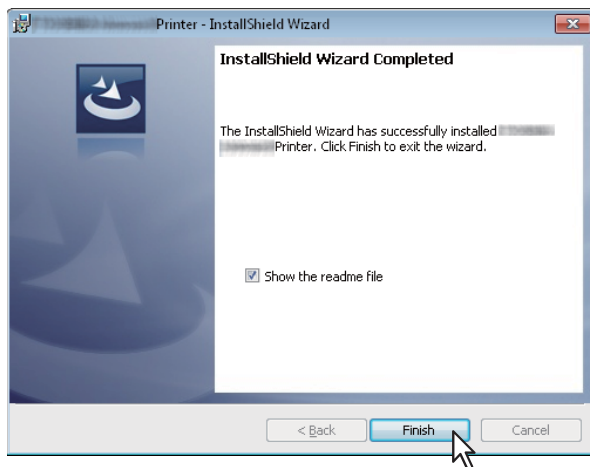 Printer - InstallShield Wizard
InstallShield Wizard Completed
The InstallShield Wizard has successfully installed
Printer. Click Finish to exit the wizard.
Show the readme file
< Back
Finish
Cancel